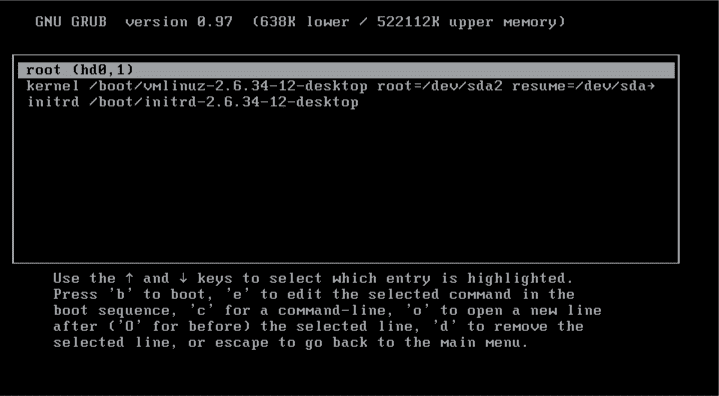 GNU GRUB  version 0.97  (638K lower / 522112K upper memory)
root (hd0,1)
kernel /boot/vmlinuz-2.6.34-12-desktop root=/dev/sda2 resume=/dev/sda→
initrd /boot/initrd-2.6.34-12-desktop
Use the ↑ and ↓ keys to select which entry is highlighted.
Press 'b' to boot, 'e' to edit the selected command in the
boot sequence, 'c' for a command-line, 'o' to open a new line
after ('O' for before) the selected line, 'd' to remove the
selected line, or escape to go back to the main menu.